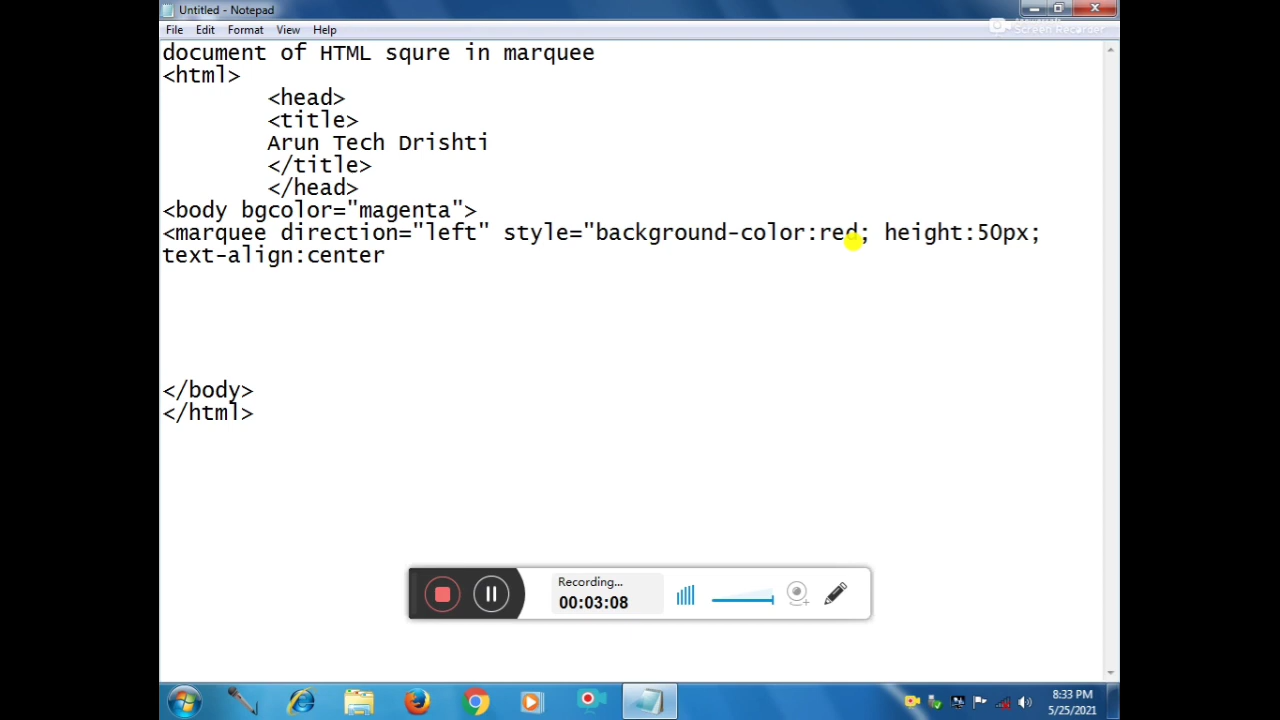 Untitled - Notepad
File Edit Format View Help
Screen Recorder
document of HTML squre in marquee
<html>
<head>
<title>
Arun Tech Drishti
</title>
</head>
<body bgcolor="magenta">
<marquee direction="left" style="background-color:red; height:50px;
text-align:center
</body>
</html>
Recording...
00:03:08
8:33 PM
5/25/2021